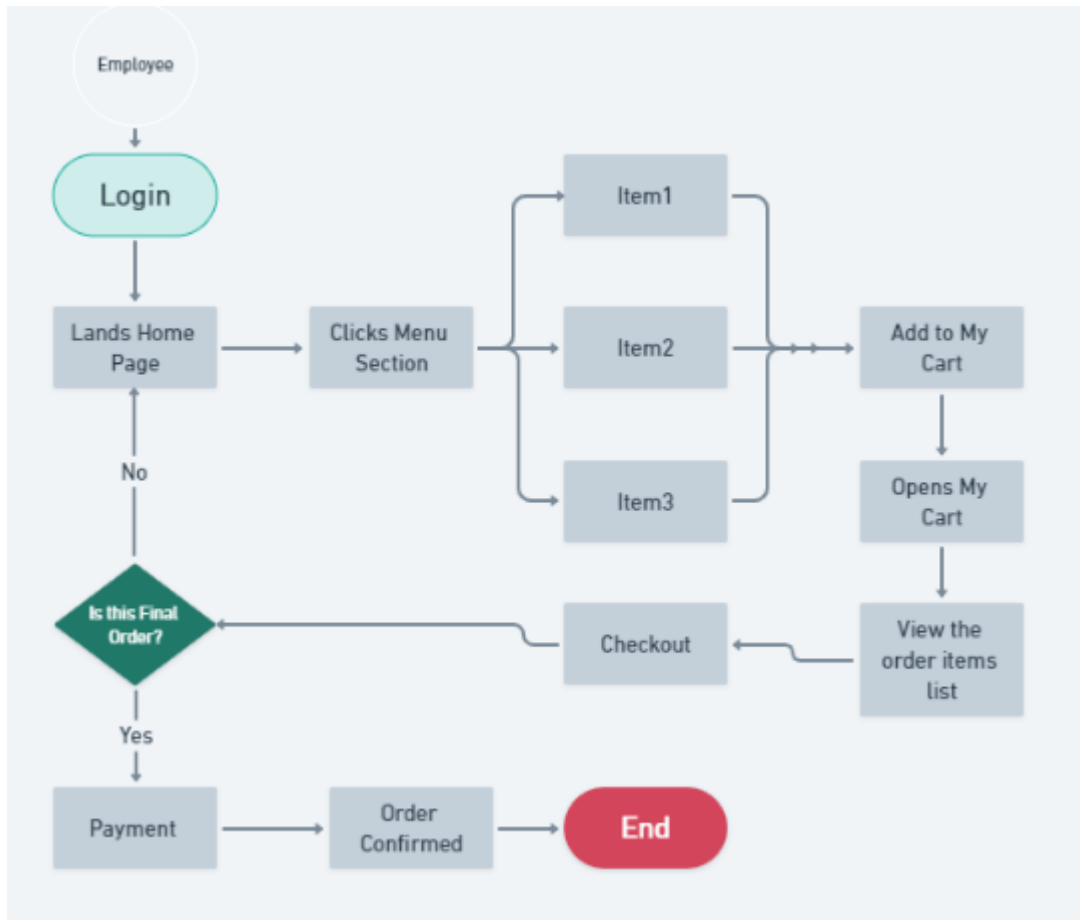 Employee
Login
Lands Home
Page
Clicks Menu
Section
Item1
Item2
Item3
Add to My
Cart
Opens My
Cart
View the
order items
list
Checkout
Is this Final
Order?
No
Yes
Payment
Order
Confirmed
End